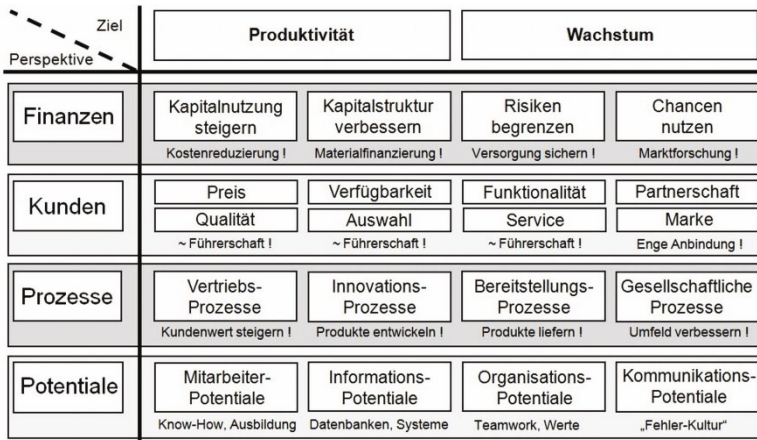 Ziel
Perspektive
Produktivität
Wachstum
Finanzen
Kapitalnutzung
steigern
Kostenreduzierung !
Kapitalstruktur
verbessern
Materialfinanzierung !
Risiken
begrenzen
Versorgung sichern !
Chancen
nutzen
Marktforschung !
Kunden
Preis
Qualität
~ Führerschaft !
Verfügbarkeit
Auswahl
~ Führerschaft !
Funktionalität
Service
~ Führerschaft !
Partnerschaft
Marke
Enge Anbindung !
Prozesse
Vertriebs-
Prozesse
Kundenwert steigern !
Innovations-
Prozesse
Produkte entwickeln !
Bereitstellungs-
Prozesse
Produkte liefern !
Gesellschaftliche
Prozesse
Umfeld verbessern !
Potentiale
Mitarbeiter-
Potentiale
Know-How, Ausbildung
Informations-
Potentiale
Datenbanken, Systeme
Organisations-
Potentiale
Teamwork, Werte
Kommunikations-
Potentiale
„Fehler-Kultur“